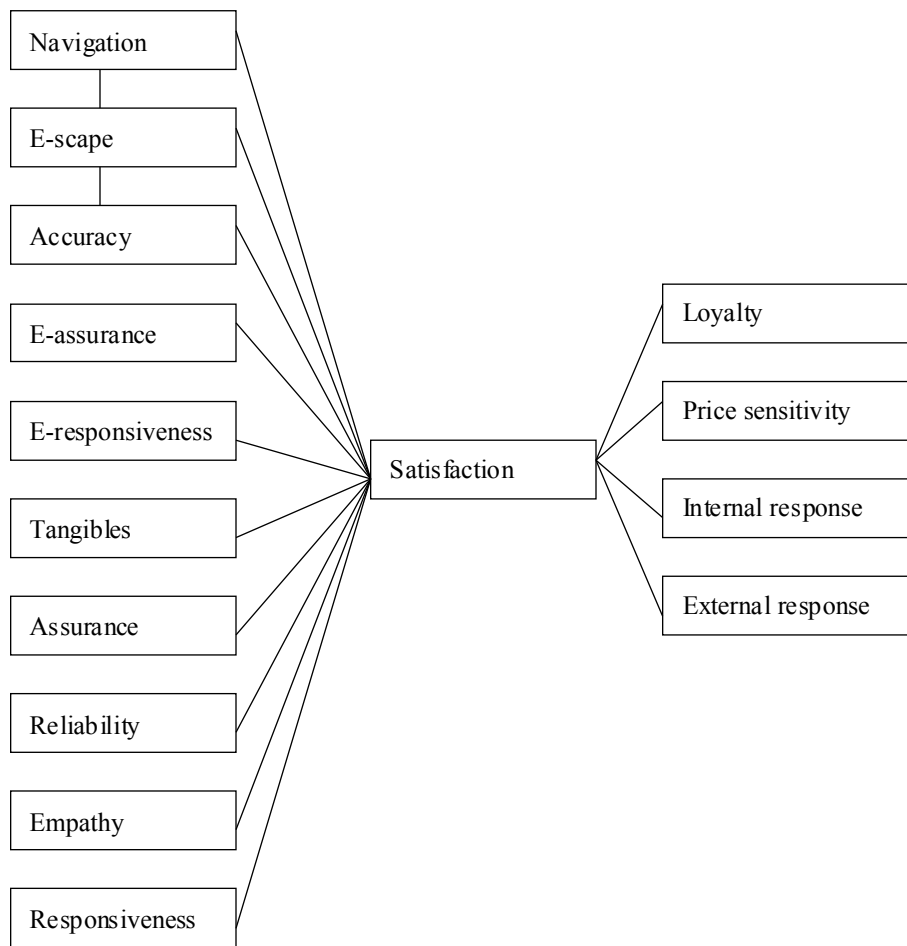 Navigation
E-scape
Accuracy
E-assurance
E-responsiveness
Tangibles
Assurance
Reliability
Empathy
Responsiveness
Satisfaction
Loyalty
Price sensitivity
Internal response
External response